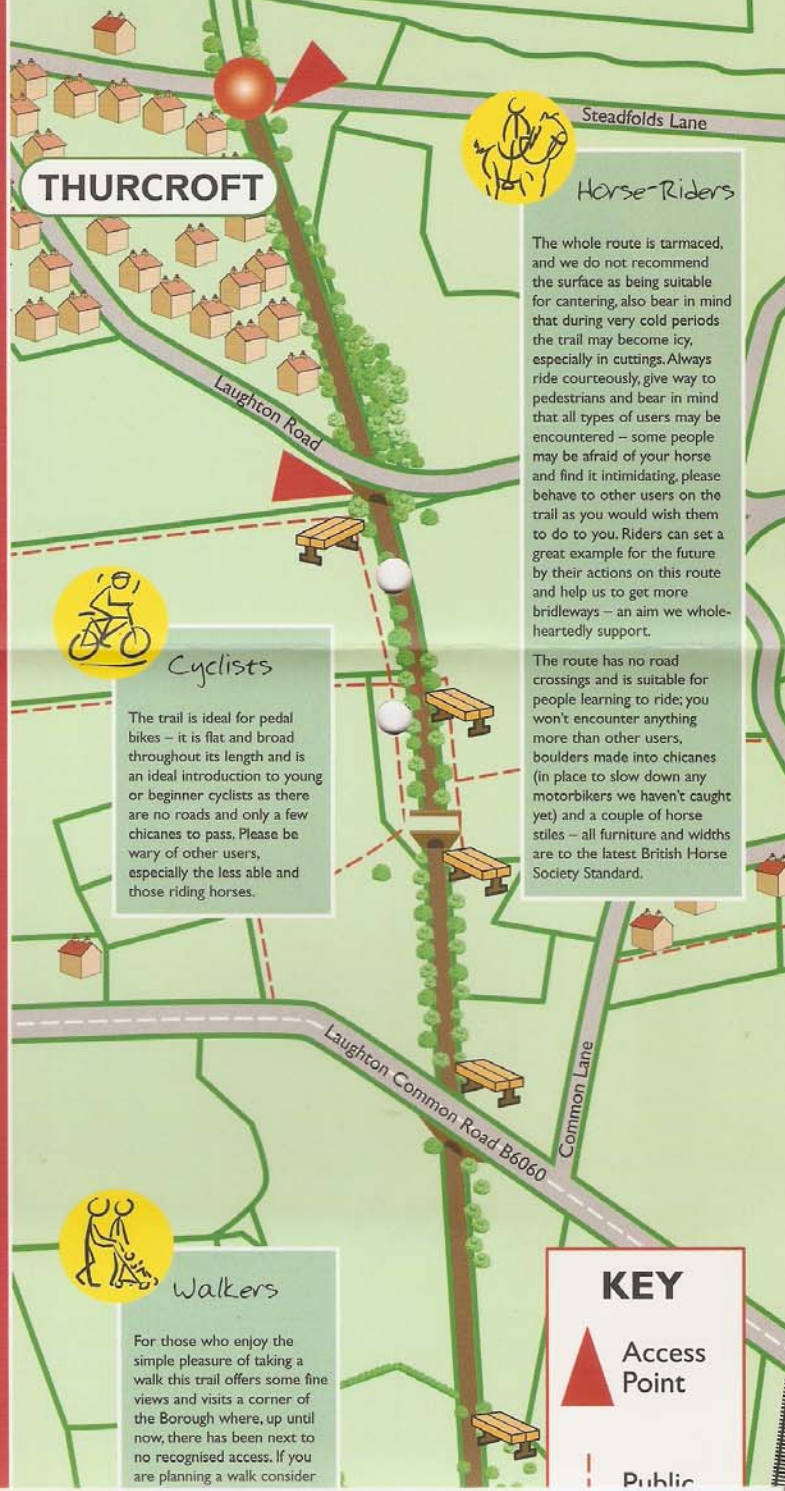 Steadfolds Lane
THURCROFT
Horse-Riders
The whole route is tarmaced,
and we do not recommend
the surface as being suitable
for cantering, also bear in mind
that during very cold periods
the trail may become icy,
especially in cuttings. Always
ride courteously, give way to
pedestrians and bear in mind
that all types of users may be
encountered – some people
may be afraid of your horse
and find it intimidating, please
behave to other users on the
trail as you would wish them
to do to you. Riders can set a
great example for the future
by their actions on this route
and help us to get more
bridleways – an aim we whole-
heartedly support.
The route has no road
crossings and is suitable for
people learning to ride; you
won't encounter anything
more than other users,
boulders made into chicanes
(in place to slow down any
motorbikers we haven't caught
yet) and a couple of horse
stiles – all furniture and widths
are to the latest British Horse
Society Standard.
Laughton Road
Cyclists
The trail is ideal for pedal
bikes – it is flat and broad
throughout its length and is
an ideal introduction to young
or beginner cyclists as there
are no roads and only a few
chicanes to pass. Please be
wary of other users,
especially the less able and
those riding horses.
Laughton Common Road B6060
Common Lane
Walkers
For those who enjoy the
simple pleasure of taking a
walk this trail offers some fine
views and visits a corner of
the Borough where, up until
now, there has been next to
no recognised access. If you
are planning a walk consider
KEY
Access
Point
Public